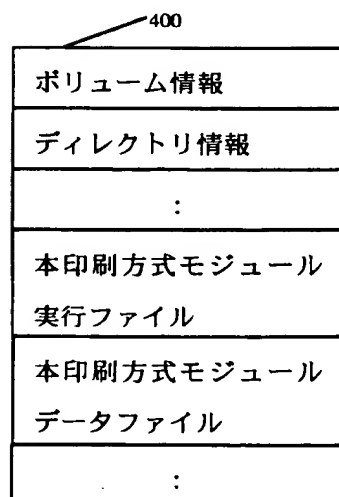 400
ボリューム情報
ディレクトリ情報
:
本印刷方式モジュール
実行ファイル
本印刷方式モジュール
データファイル
: